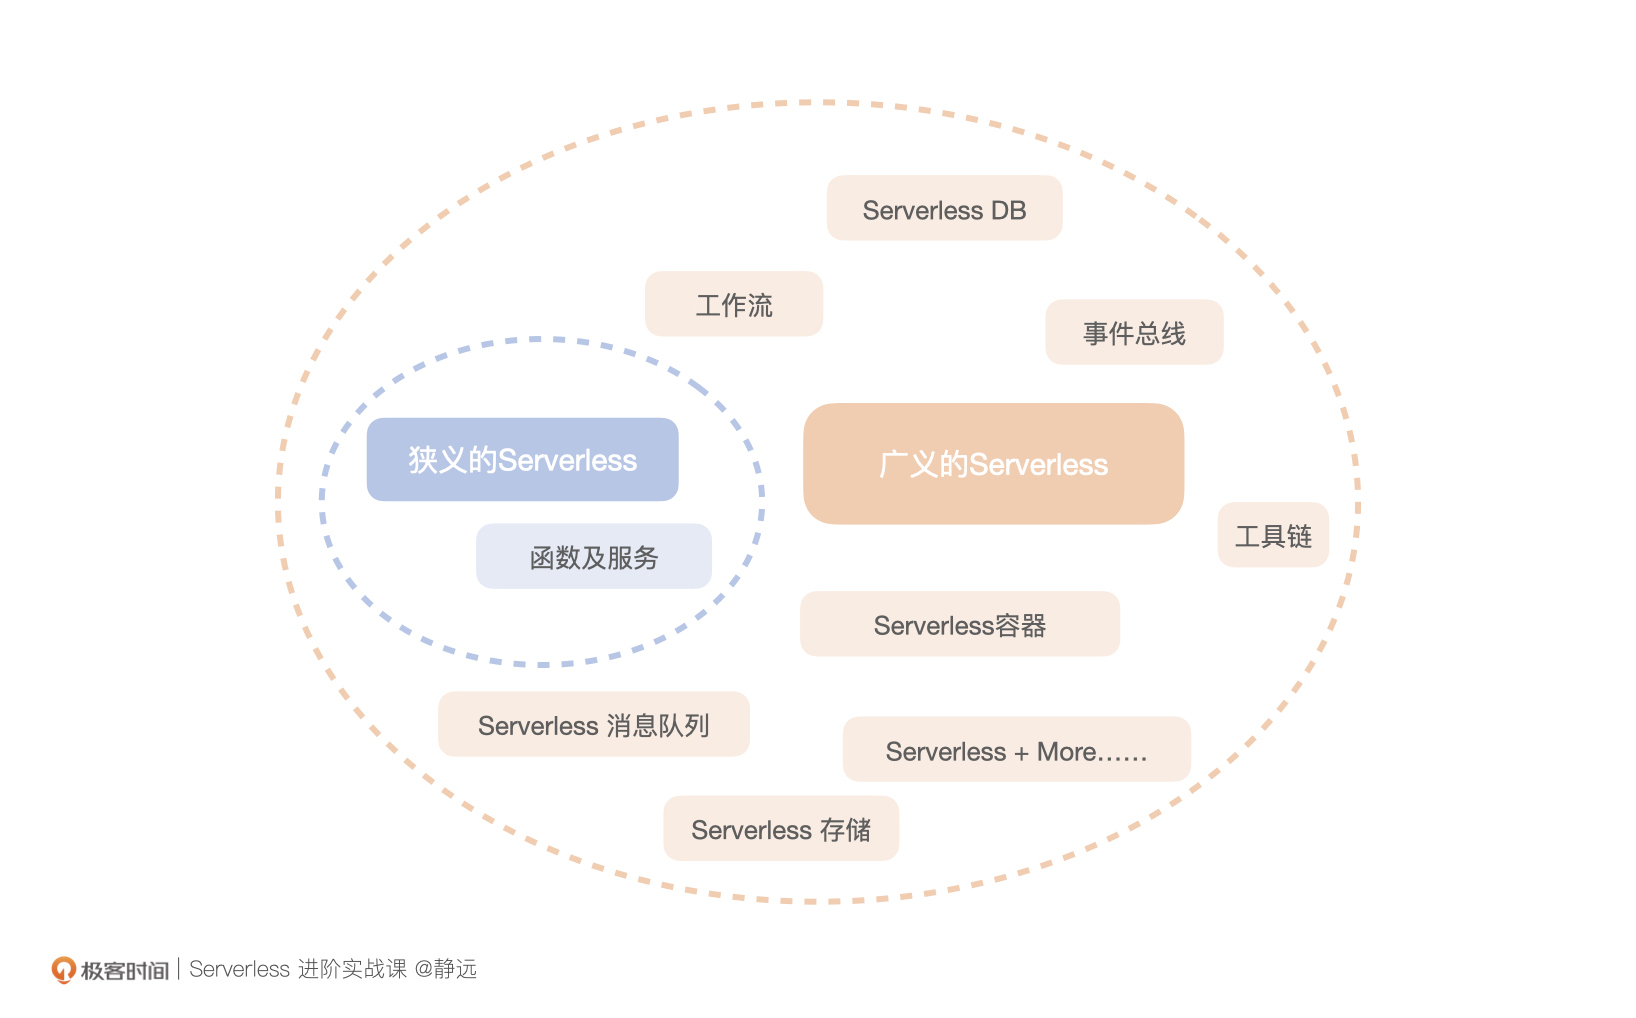 Serverless DB
工作流
事件总线
狭义的Serverless
广义的Serverless
函数及服务
工具链
Serverless容器
Serverless 消息队列
Serverless + More……
Serverless 存储
极客时间 | Serverless 进阶实战课 @静远